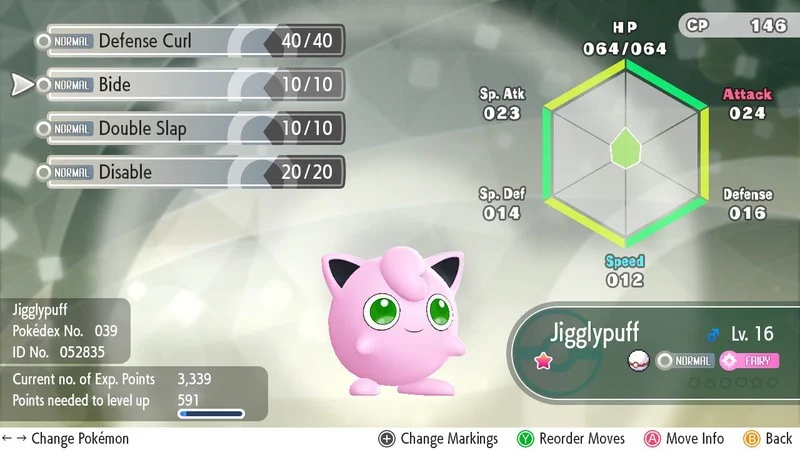 NORMAL Defense Curl 40/40
NORMAL Bide 10/10
NORMAL Double Slap 10/10
NORMAL Disable 20/20
CP 146
HP
064/064
Sp. Atk
023
Attack
024
Sp. Def
014
Defense
016
Speed
012
Jigglypuff
Pokédex No. 039
ID No. 052835
Current no. of Exp. Points 3,339
Points needed to level up 591
Jigglypuff ♂ Lv. 16
NORMAL FAIRY
←→ Change Pokémon
+ Change Markings
Y Reorder Moves
A Move Info
B Back